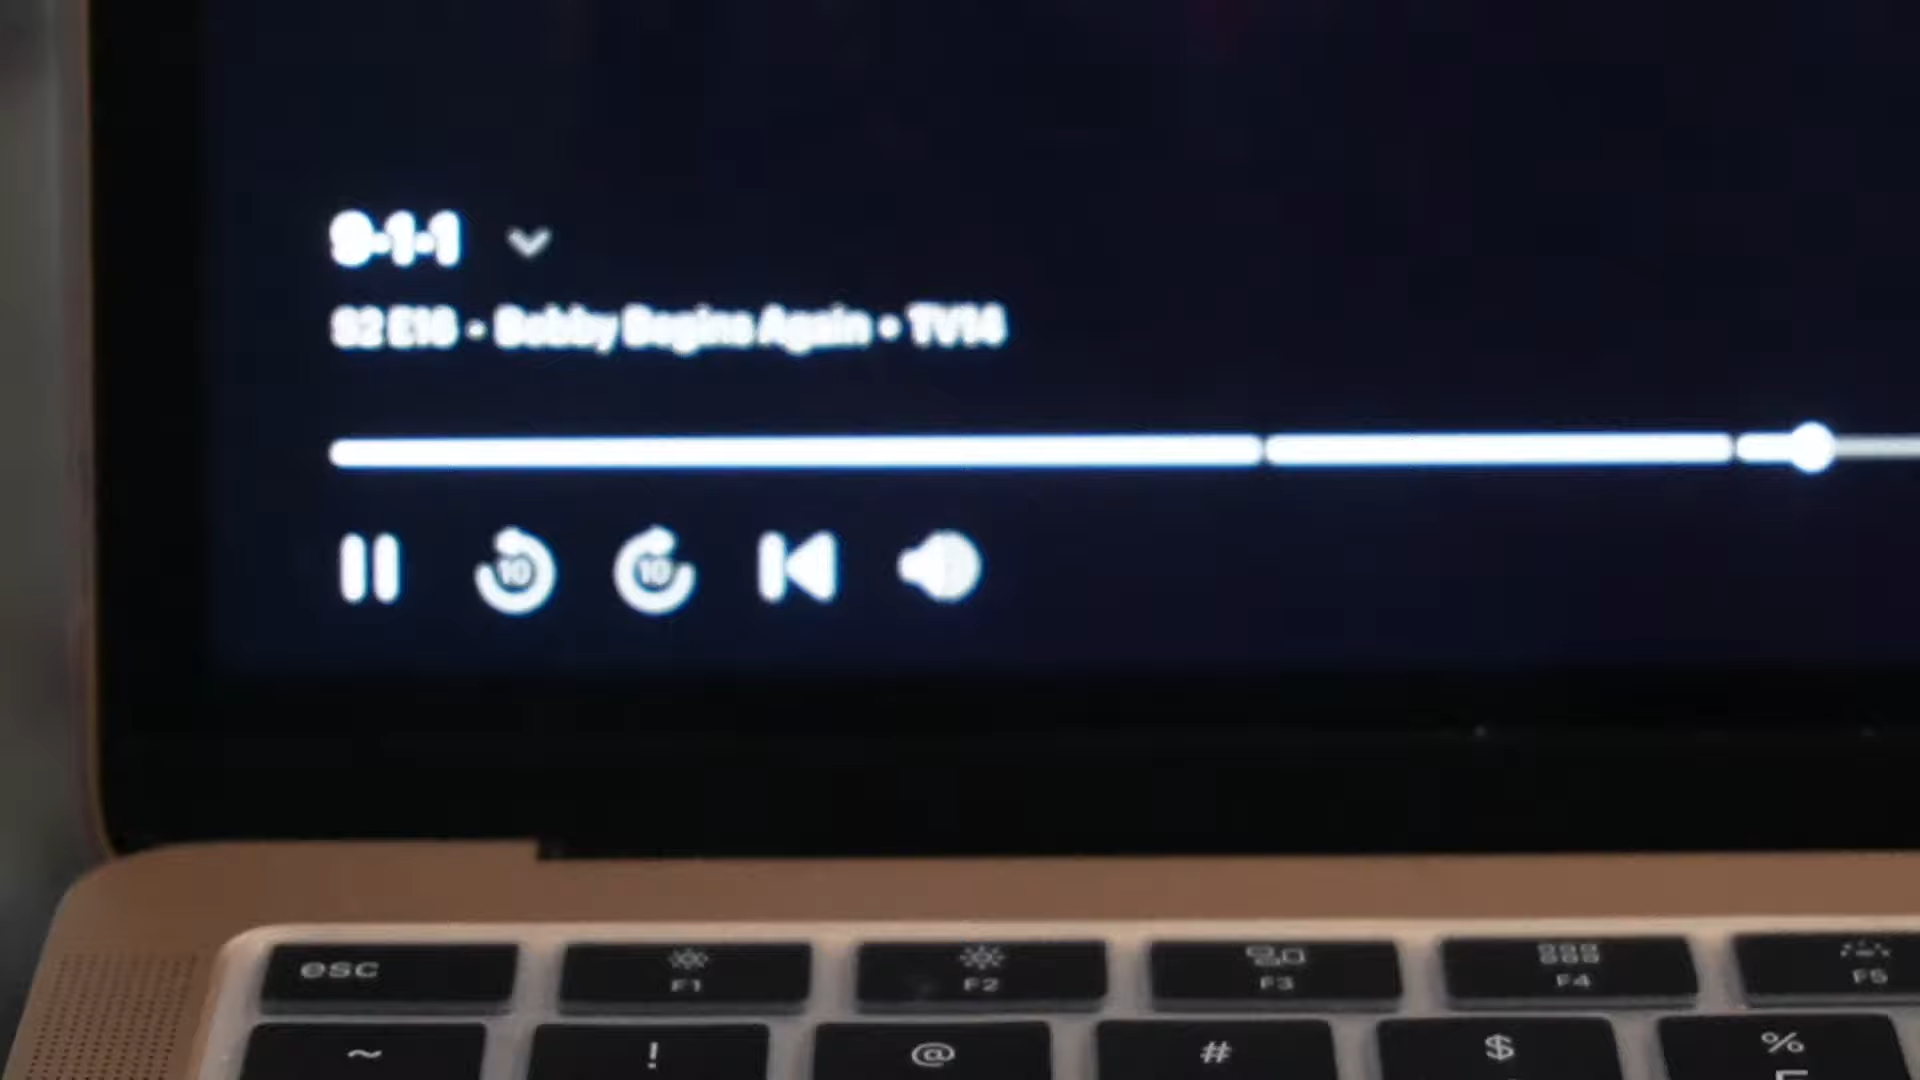 9-1-1
S2 E16 - Bobby Begins Again • TV14
10 10
esc F1 F2 F3 F4 F5
~ ! @ # $ %